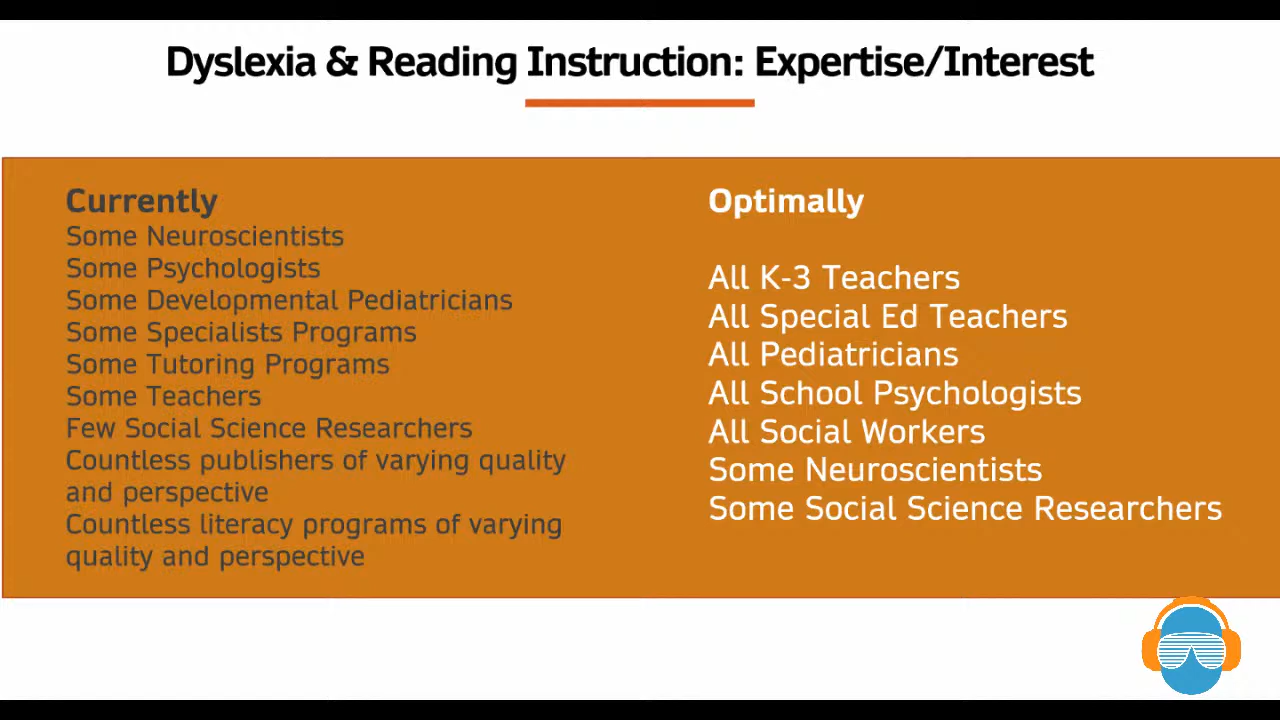 Dyslexia & Reading Instruction: Expertise/Interest
Currently
Some Neuroscientists
Some Psychologists
Some Developmental Pediatricians
Some Specialists Programs
Some Tutoring Programs
Some Teachers
Few Social Science Researchers
Countless publishers of varying quality
and perspective
Countless literacy programs of varying
quality and perspective
Optimally
All K-3 Teachers
All Special Ed Teachers
All Pediatricians
All School Psychologists
All Social Workers
Some Neuroscientists
Some Social Science Researchers